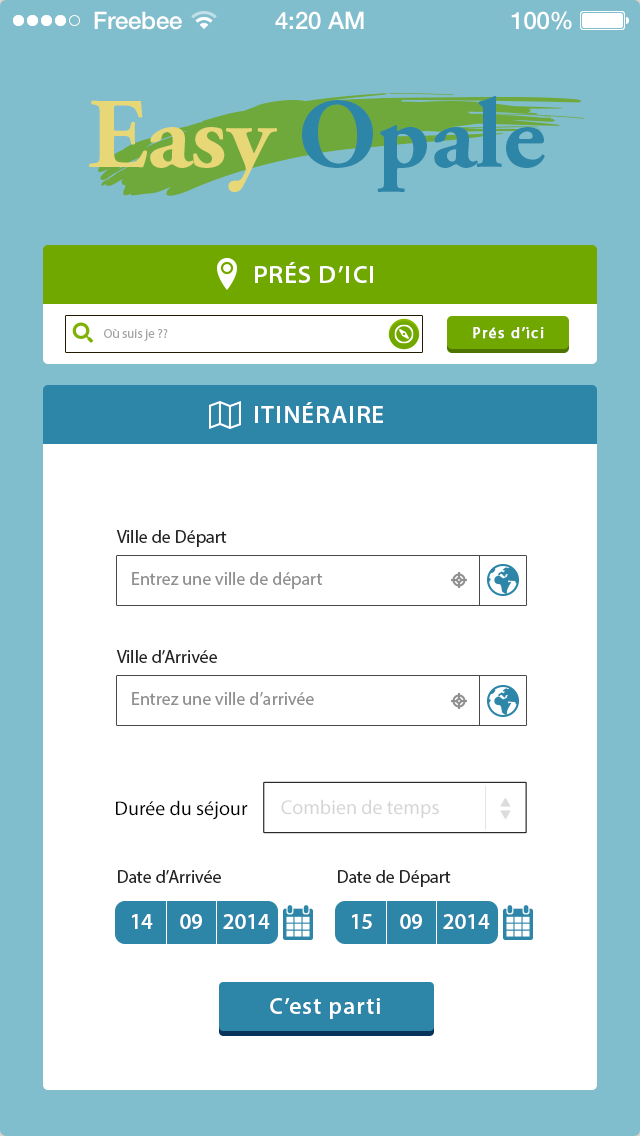 Freebee 4:20 AM 100%
Easy Opale
PRÉS D’ICI
Où suis je ??
Prés d’ici
ITINÉRAIRE
Ville de Départ
Entrez une ville de départ
Ville d’Arrivée
Entrez une ville d’arrivée
Durée du séjour Combien de temps
Date d’Arrivée Date de Départ
14 09 2014 15 09 2014
C’est parti